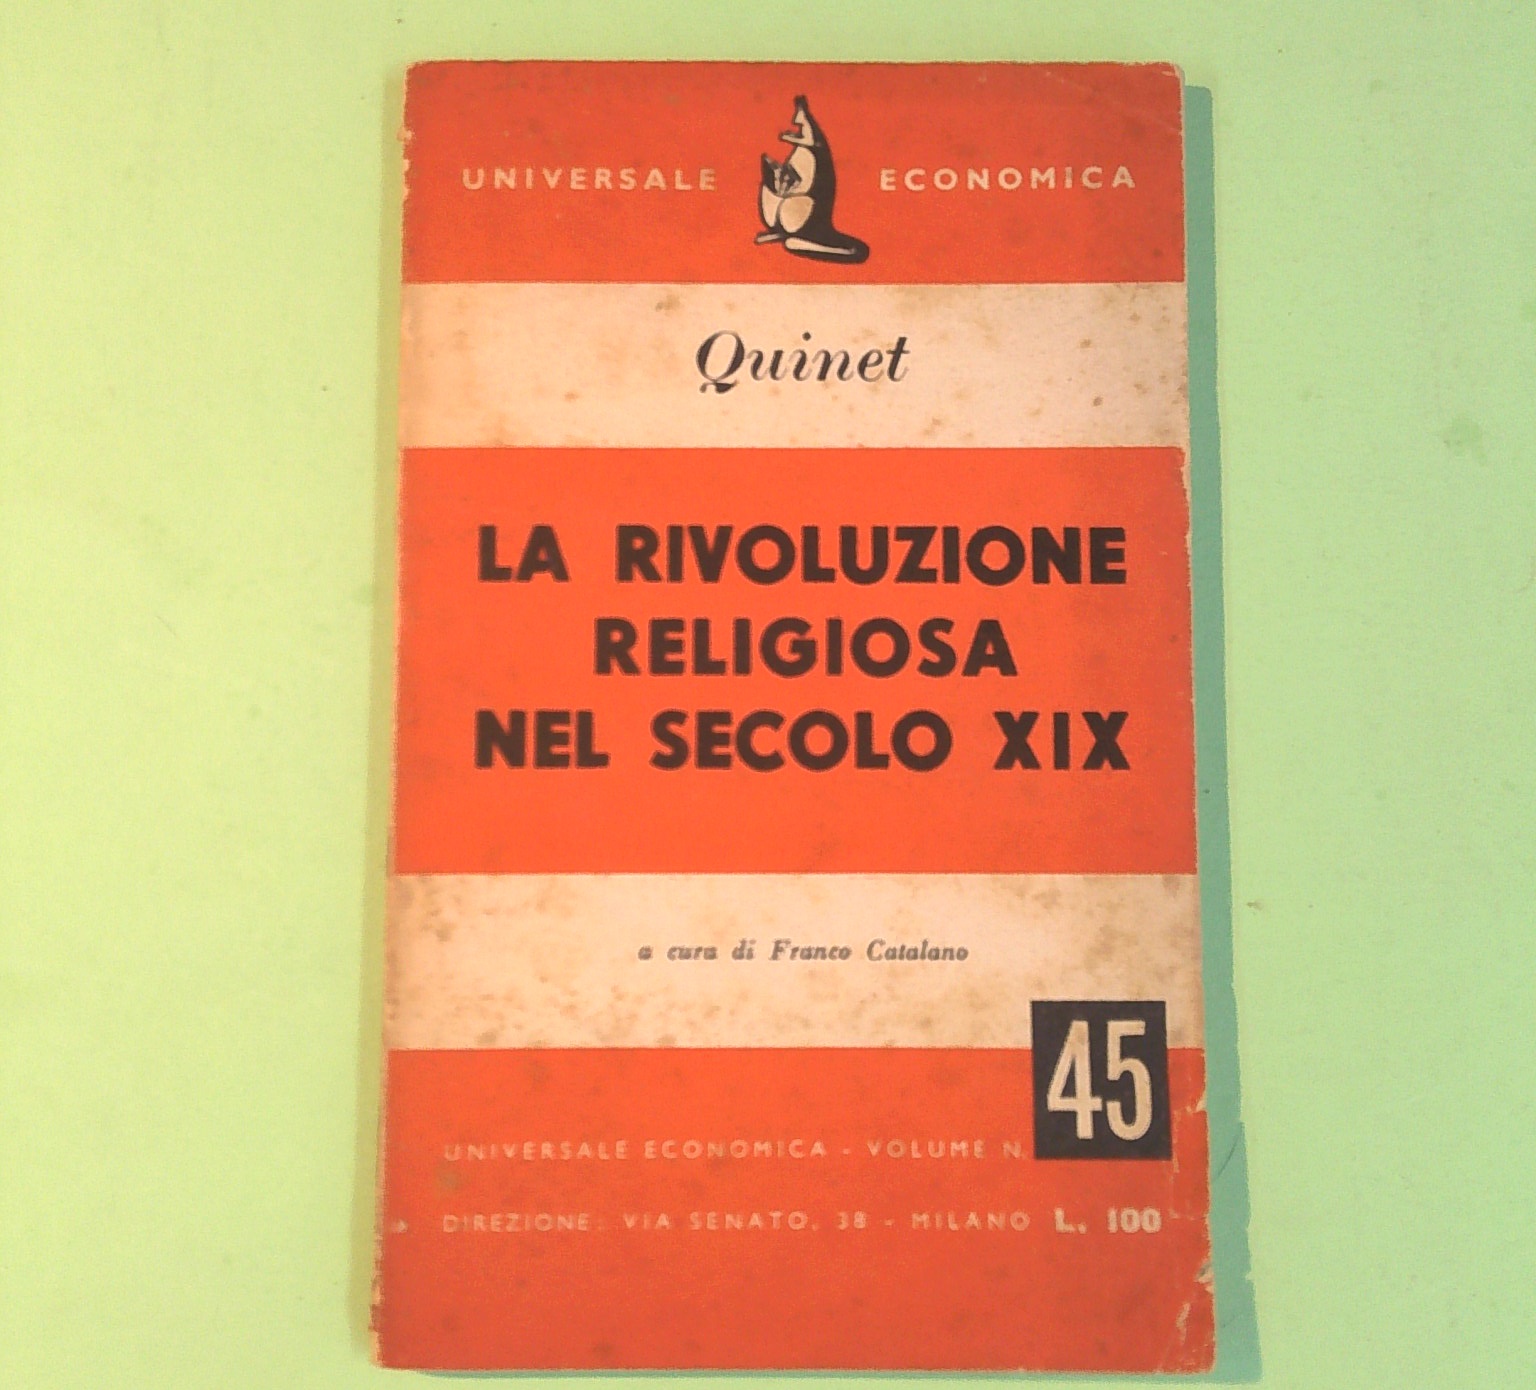 UNIVERSALE ECONOMICA
Quinet
LA RIVOLUZIONE
RELIGIOSA
NEL SECOLO XIX
a cura di Franco Catalano
45
UNIVERSALE ECONOMICA - VOLUME N.
DIREZIONE: VIA SENATO, 38 - MILANO L. 100